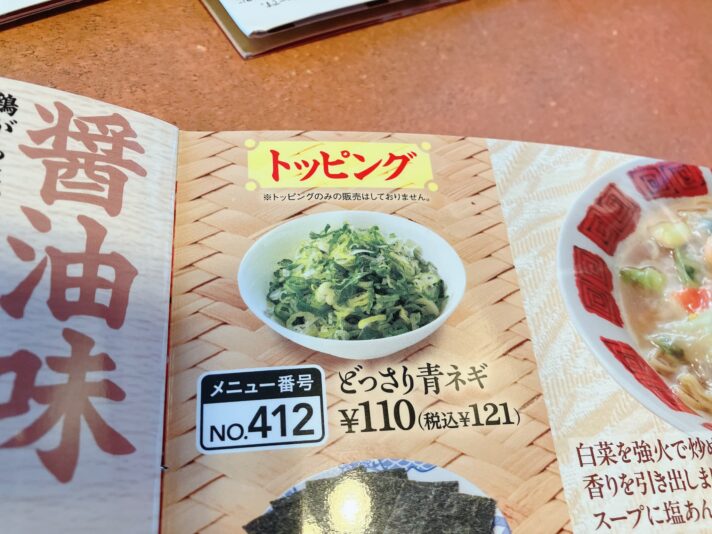 醤油味
トッピング
※トッピングのみの販売はしておりません。
メニュー番号
NO.412
どっさり青ネギ
¥110(税込¥121)
白菜を強火で炒め
香りを引き出しま
スープに塩あん